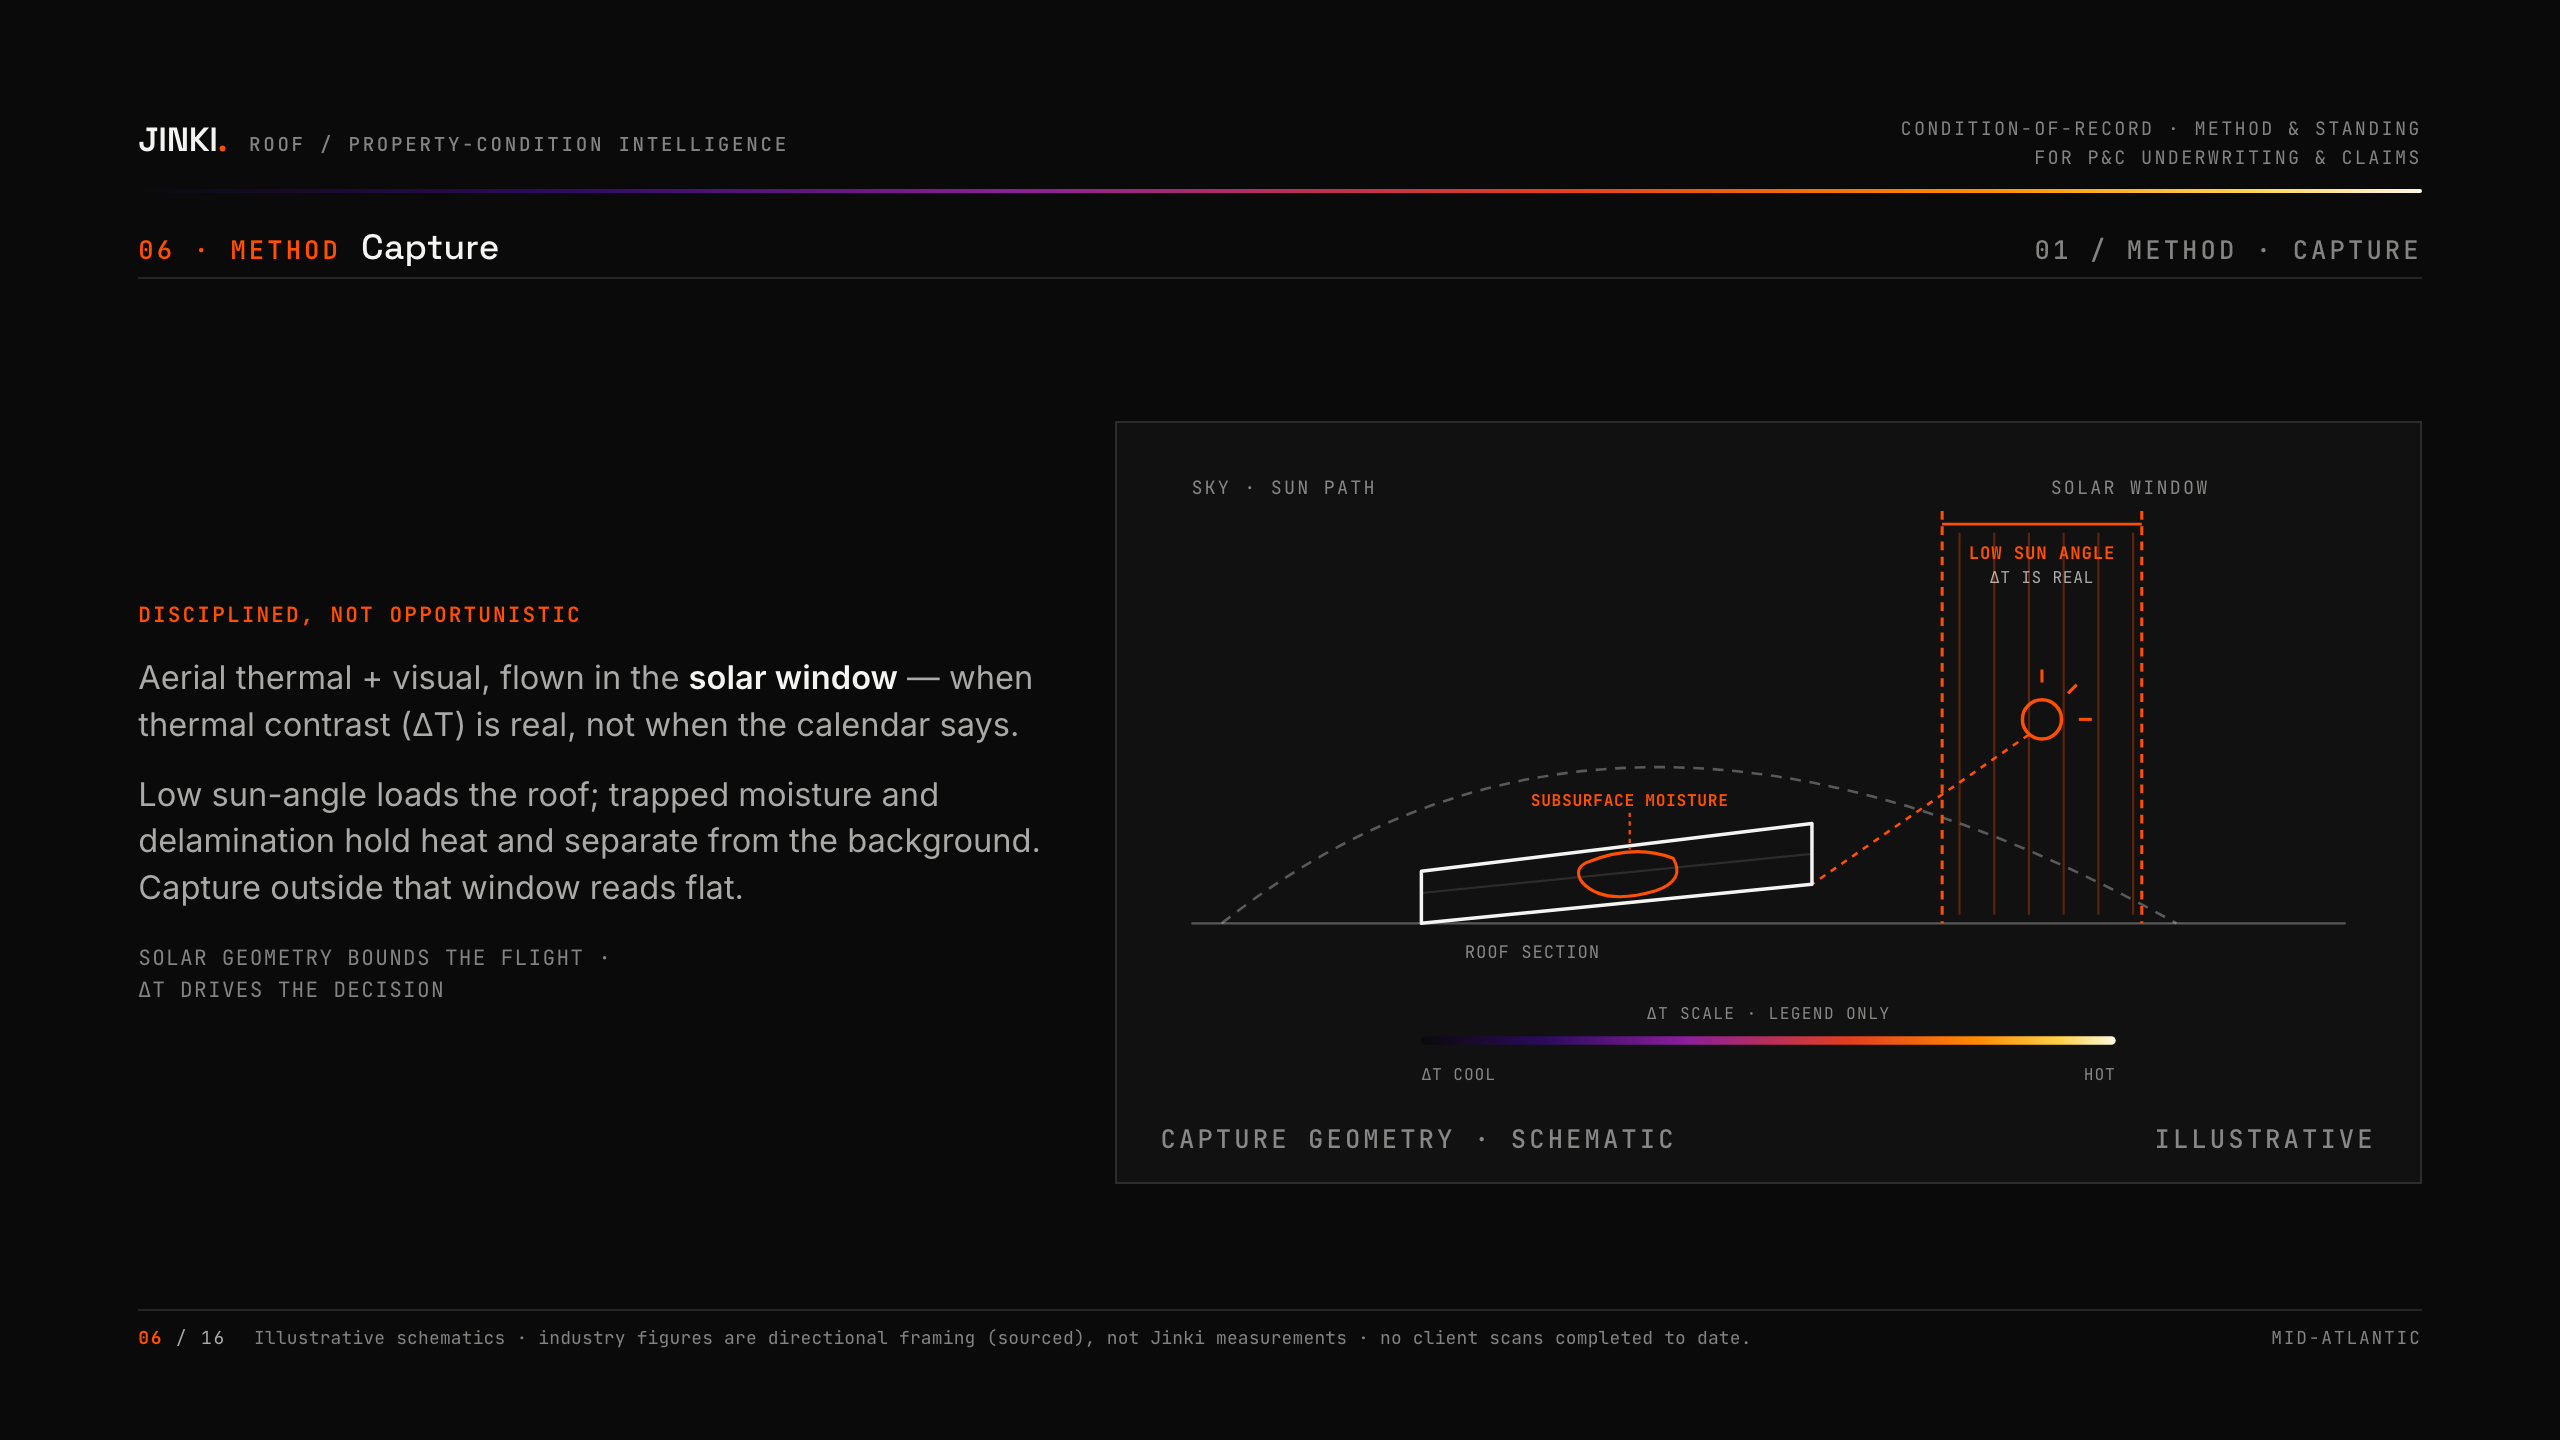 JINKI. ROOF / PROPERTY-CONDITION INTELLIGENCE
CONDITION-OF-RECORD · METHOD & STANDING
FOR P&C UNDERWRITING & CLAIMS
06 · METHOD Capture
01 / METHOD · CAPTURE
DISCIPLINED, NOT OPPORTUNISTIC
Aerial thermal + visual, flown in the solar window — when
thermal contrast (ΔT) is real, not when the calendar says.
Low sun-angle loads the roof; trapped moisture and
delamination hold heat and separate from the background.
Capture outside that window reads flat.
SOLAR GEOMETRY BOUNDS THE FLIGHT ·
ΔT DRIVES THE DECISION
SKY · SUN PATH
SOLAR WINDOW
LOW SUN ANGLE
ΔT IS REAL
SUBSURFACE MOISTURE
ROOF SECTION
ΔT SCALE · LEGEND ONLY
ΔT COOL
HOT
CAPTURE GEOMETRY · SCHEMATIC
ILLUSTRATIVE
06 / 16 Illustrative schematics · industry figures are directional framing (sourced), not Jinki measurements · no client scans completed to date.
MID-ATLANTIC